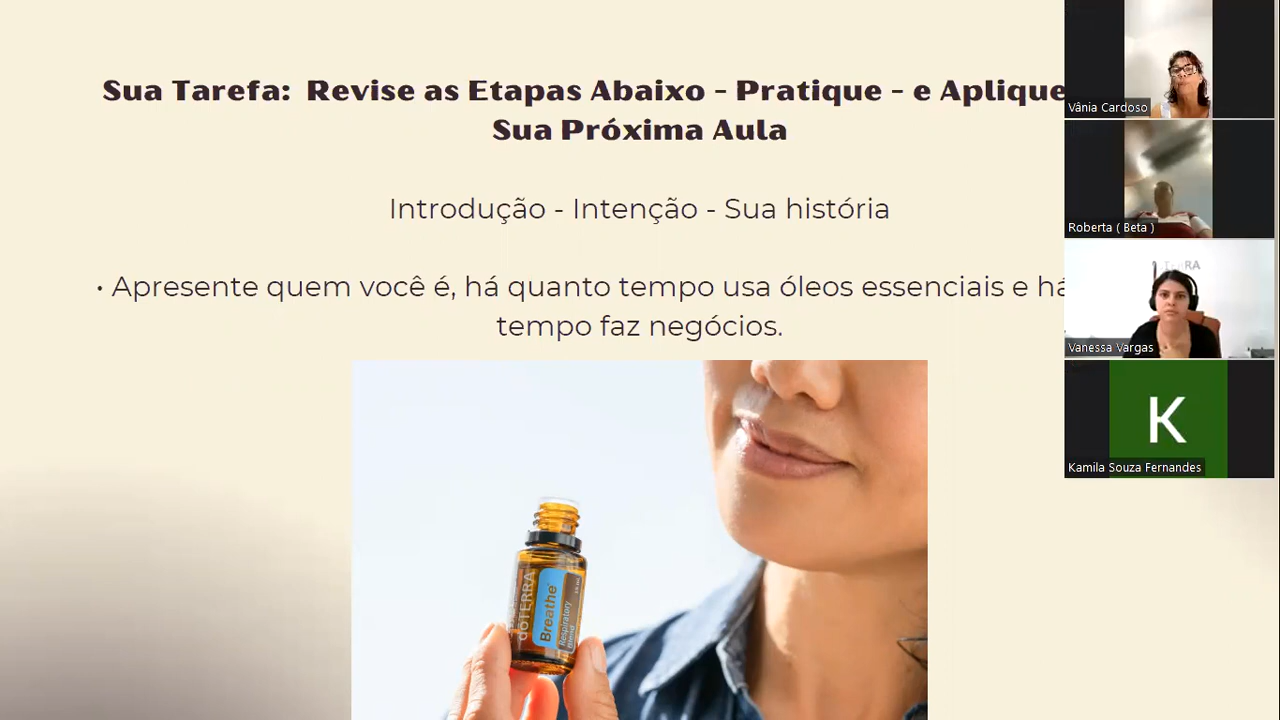 Sua Tarefa: Revise as Etapas Abaixo - Pratique - e Aplique
Sua Próxima Aula
Introdução - Intenção - Sua história
• Apresente quem você é, há quanto tempo usa óleos essenciais e há
tempo faz negócios.
dōTERRA
Breathe
Respiratory
Vânia Cardoso
Roberta ( Beta )
Vanessa Vargas
K
Kamila Souza Fernandes